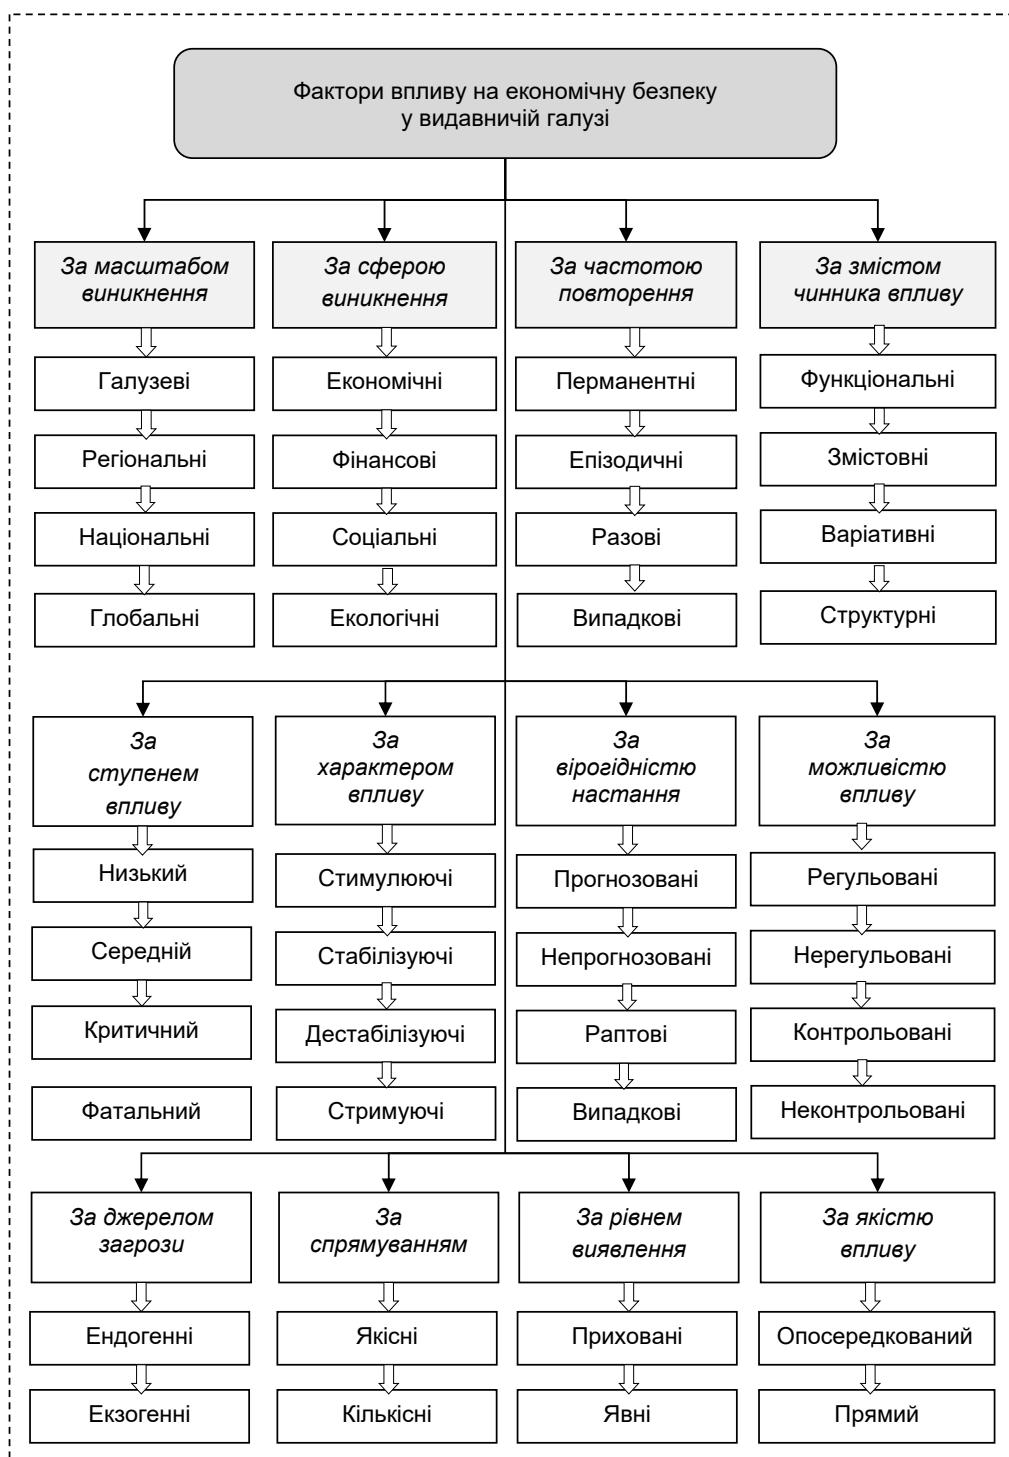 Фактори впливу на економічну безпеку
у видавничій галузі
За масштабом
виникнення
Галузеві
Регіональні
Національні
Глобальні
За сферою
виникнення
Економічні
Фінансові
Соціальні
Екологічні
За частотою
повторення
Перманентні
Епізодичні
Разові
Випадкові
За змістом
чинника впливу
Функціональні
Змістовні
Варіативні
Структурні
За
ступенем
впливу
Низький
Середній
Критичний
Фатальний
За
характером
впливу
Стимулюючі
Стабілізуючі
Дестабілізуючі
Стримуючі
За
вірогідністю
настання
Прогнозовані
Непрогнозовані
Раптові
Випадкові
За
можливістю
впливу
Регульовані
Нерегульовані
Контрольовані
Неконтрольовані
За джерелом
загрози
Ендогенні
Екзогенні
За
спрямуванням
Якісні
Кількісні
За рівнем
виявлення
Приховані
Явні
За якістю
впливу
Опосередкований
Прямий